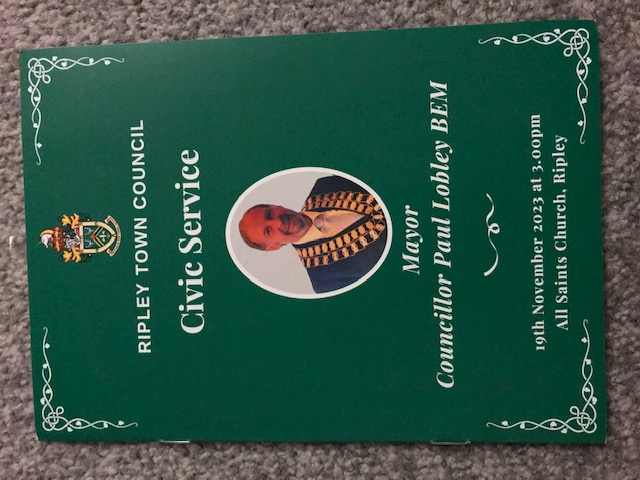 RIPLEY TOWN COUNCIL
Civic Service
Mayor
Councillor Paul Lobley BEM
19th November 2023 at 3.00pm
All Saints Church, Ripley